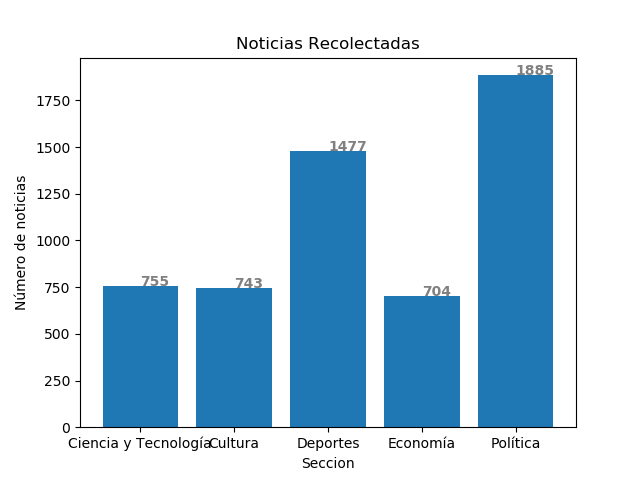 Noticias Recolectadas
1885
1750
1500
1477
1250
1000
755
743
704
750
500
250
0
Número de noticias
Ciencia y Tecnología
Cultura
Deportes
Economía
Política
Seccion